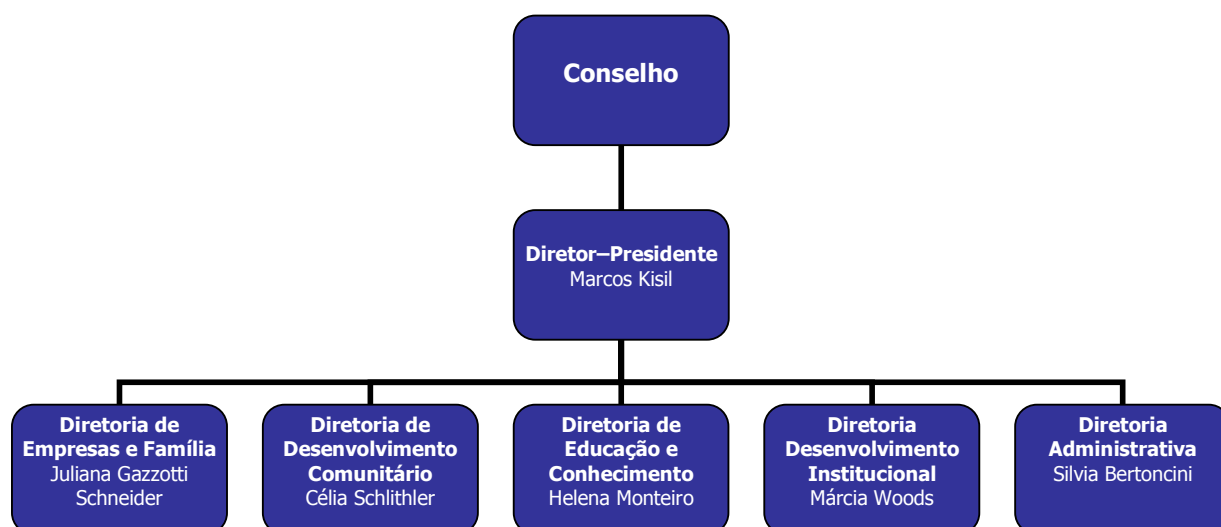 Conselho
Diretor–Presidente
Marcos Kisil
Diretoria de
Empresas e Família
Juliana Gazzotti
Schneider
Diretoria de
Desenvolvimento
Comunitário
Célia Schlithler
Diretoria de
Educação e
Conhecimento
Helena Monteiro
Diretoria
Desenvolvimento
Institucional
Márcia Woods
Diretoria
Administrativa
Silvia Bertoncini